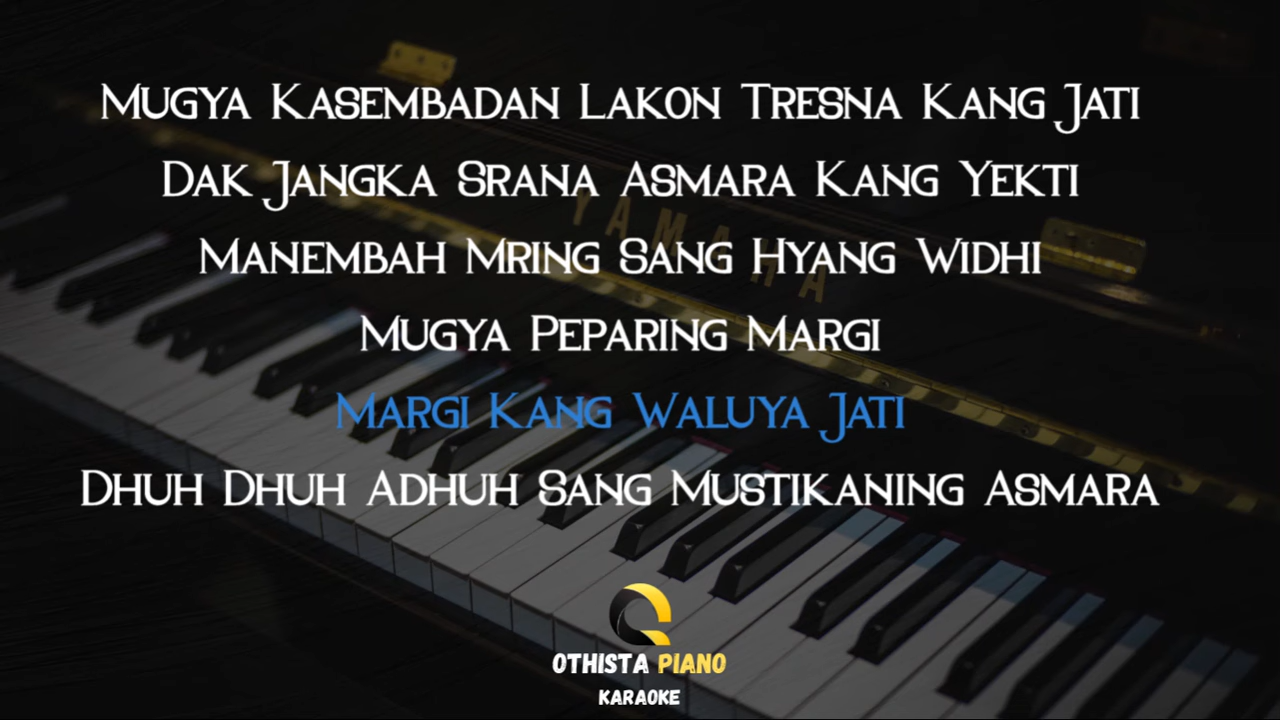 Mugya Kasembadan Lakon Tresna Kang Jati
Dak Jangka Srana Asmara Kang Yekti
YAMAHA
Manembah Mring Sang Hyang Widhi
Mugya Peparing Margi
Margi Kang Waluya Jati
Dhuh Dhuh Adhuh Sang Mustikaning Asmara
OTHISTA PIANO
KARAOKE